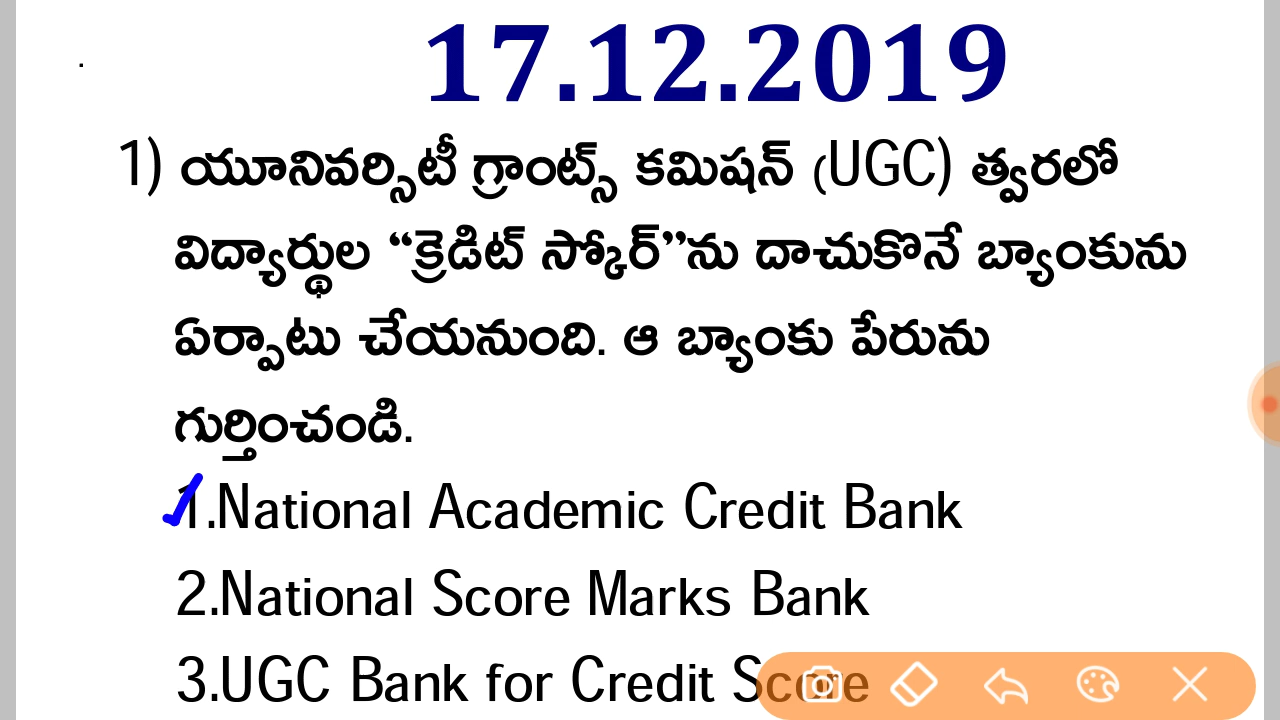 17.12.2019
1) యూనివర్సిటీ గ్రాంట్స్ కమిషన్ (UGC) త్వరలో
విద్యార్థుల “క్రెడిట్ స్కోర్”ను దాచుకొనే బ్యాంకును
ఏర్పాటు చేయనుంది. ఆ బ్యాంకు పేరును
గుర్తించండి.
1.National Academic Credit Bank
2.National Score Marks Bank
3.UGC Bank for Credit Score